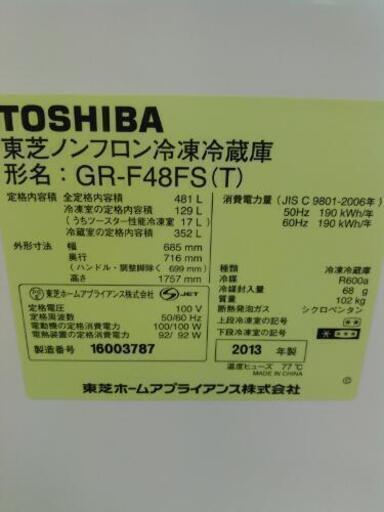 TOSHIBA
東芝ノンフロン冷凍冷蔵庫
形名：GR-F48FS(T)
定格内容積 全定格内容積 481 L
冷凍室の定格内容積 129 L
(うちツースター性能冷凍室 17 L)
冷蔵室の定格内容積 352 L
外形寸法 幅 685 mm
奥行 716 mm
(ハンドル・調整脚除く 699 mm)
高さ 1757 mm
消費電力量 (JIS C 9801-2006年)
50Hz 190 kWh/年
60Hz 190 kWh/年
種類 冷凍冷蔵庫
冷媒 R600a
冷媒封入量 68 g
質量 102 kg
断熱発泡ガス シクロペンタン
上段冷凍室の記号
下段冷凍室の記号
東芝ホームアプライアンス株式会社 JET
定格電圧 100 V
定格周波数 50/60 Hz
電動機の定格消費電力 100/100 W
電熱装置の定格消費電力 92/ 92 W
製造番号 16003787
2013 年製
温度ヒューズ 77℃
MADE IN CHINA
東芝ホームアプライアンス株式会社